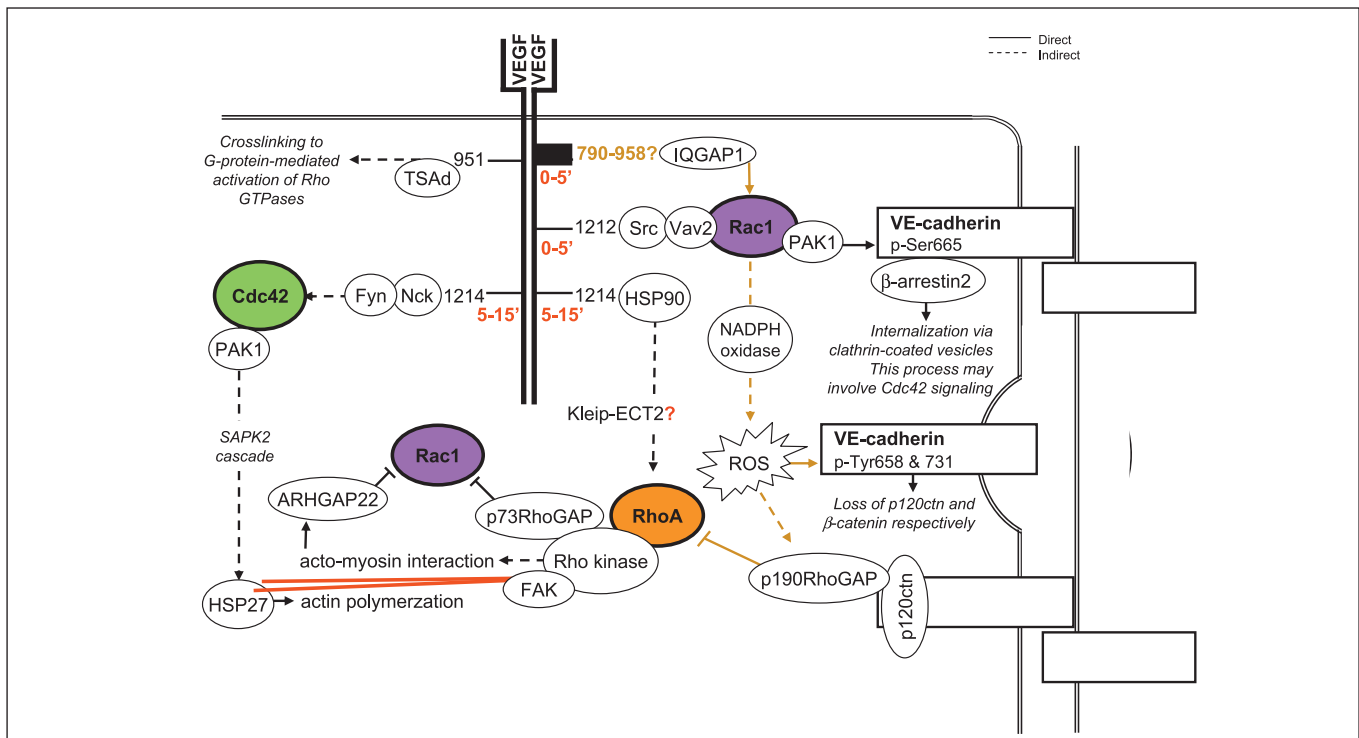 VEGF
VEGF
Direct
Indirect
Crosslinking to
G-protein-mediated
activation of Rho
GTPases
TSAd
951
790-958?
IQGAP1
0-5’
1212
Src
Vav2
Rac1
PAK1
VE-cadherin
p-Ser665
0-5’
β-arrestin2
Cdc42
Fyn
Nck
1214
5-15’
1214
5-15’
HSP90
PAK1
NADPH
oxidase
Internalization via
clathrin-coated vesicles
This process may
involve Cdc42 signaling
Kleip-ECT2?
SAPK2
cascade
Rac1
ROS
VE-cadherin
p-Tyr658 & 731
ARHGAP22
p73RhoGAP
RhoA
Loss of p120ctn and
β-catenin respectively
acto-myosin interaction
Rho kinase
p190RhoGAP
FAK
HSP27
actin polymerzation
p120ctn